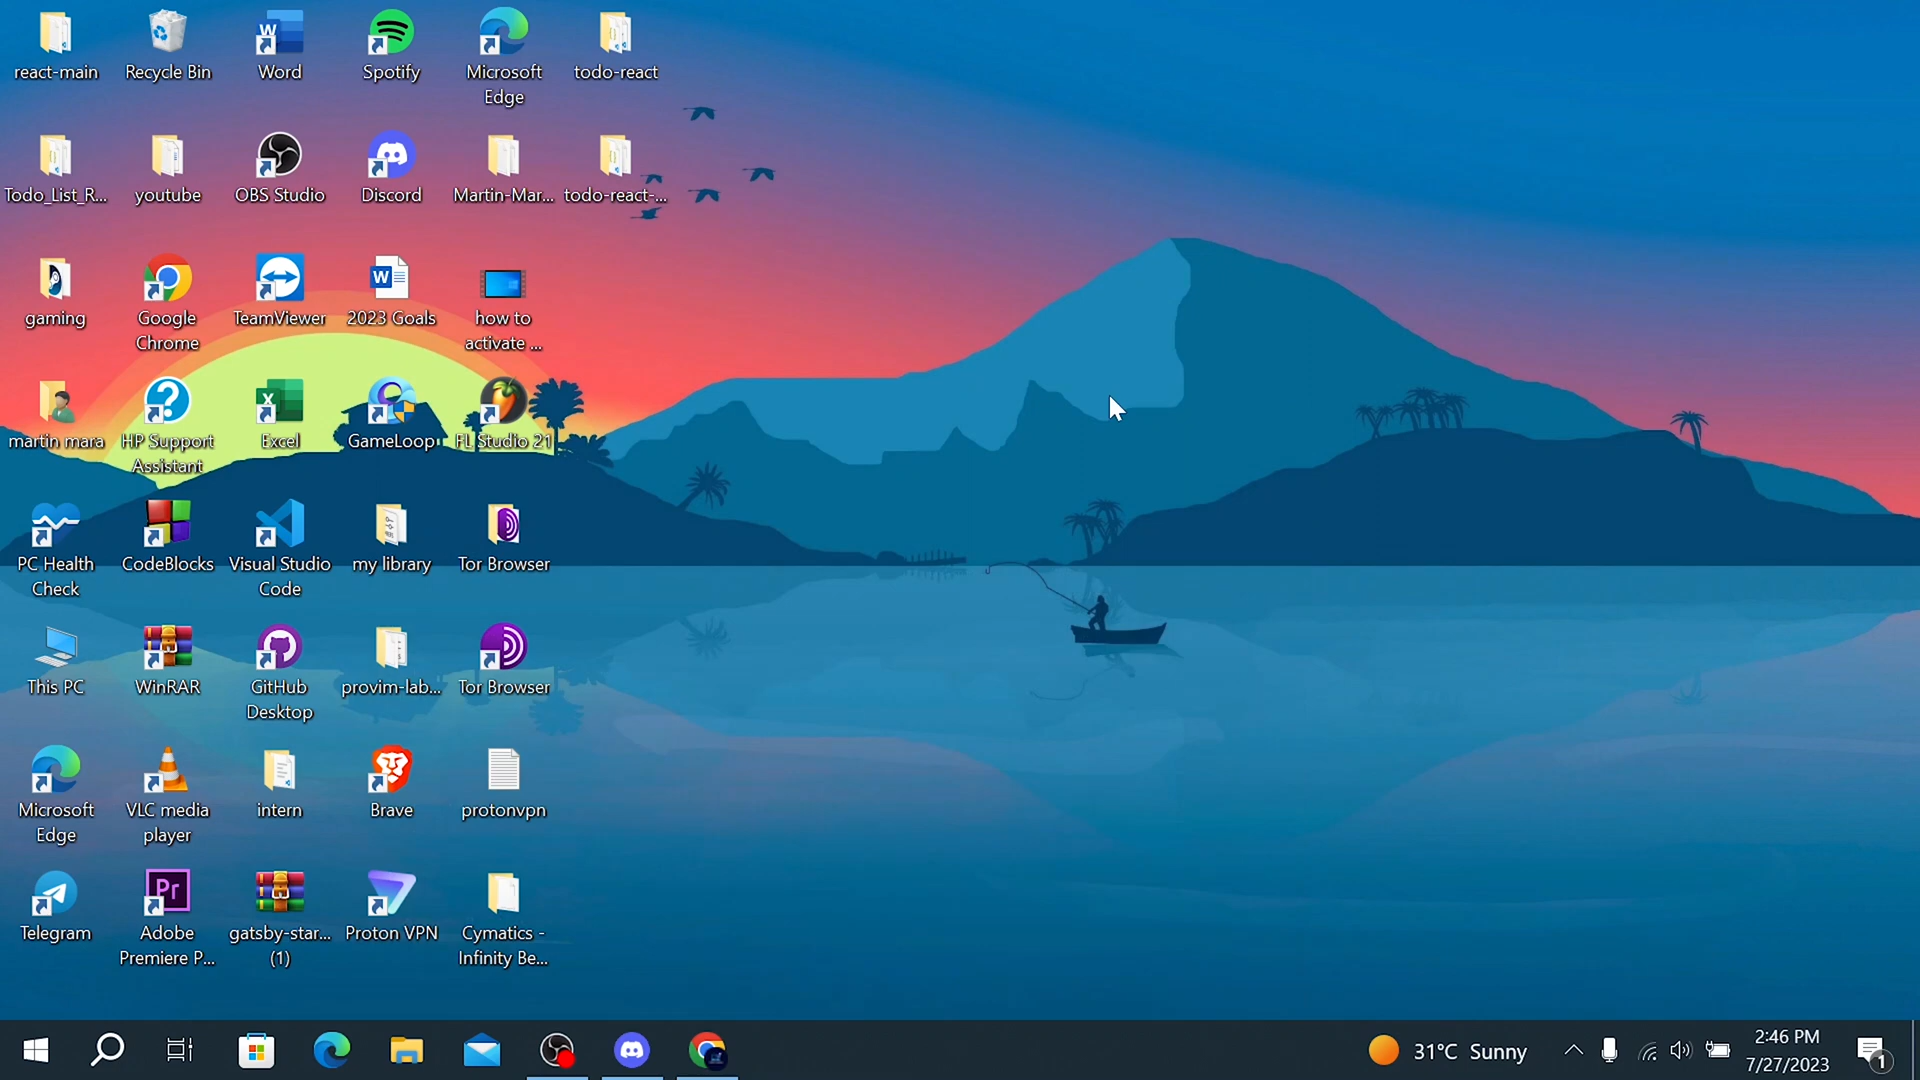 react-main
Recycle Bin
Word
Spotify
Microsoft
Edge
todo-react
Todo_List_R...
youtube
OBS Studio
Discord
Martin-Mar...
todo-react-...
gaming
Google
Chrome
TeamViewer
2023 Goals
how to
activate ...
martin mara
HP Support
Assistant
Excel
GameLoop
FL Studio 21
PC Health
Check
CodeBlocks
Visual Studio
Code
my library
Tor Browser
This PC
WinRAR
GitHub
Desktop
provim-lab...
Tor Browser
Microsoft
Edge
VLC media
player
intern
Brave
protonvpn
Telegram
Pr
Adobe
Premiere P...
gatsby-star...
(1)
Proton VPN
Cymatics -
Infinity Be...
31°C Sunny
2:46 PM
7/27/2023
1